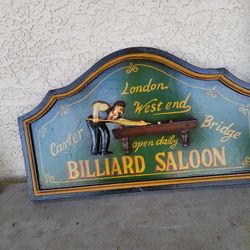 London
West end
Carter Bridge
open daily
BILLIARD SALOON